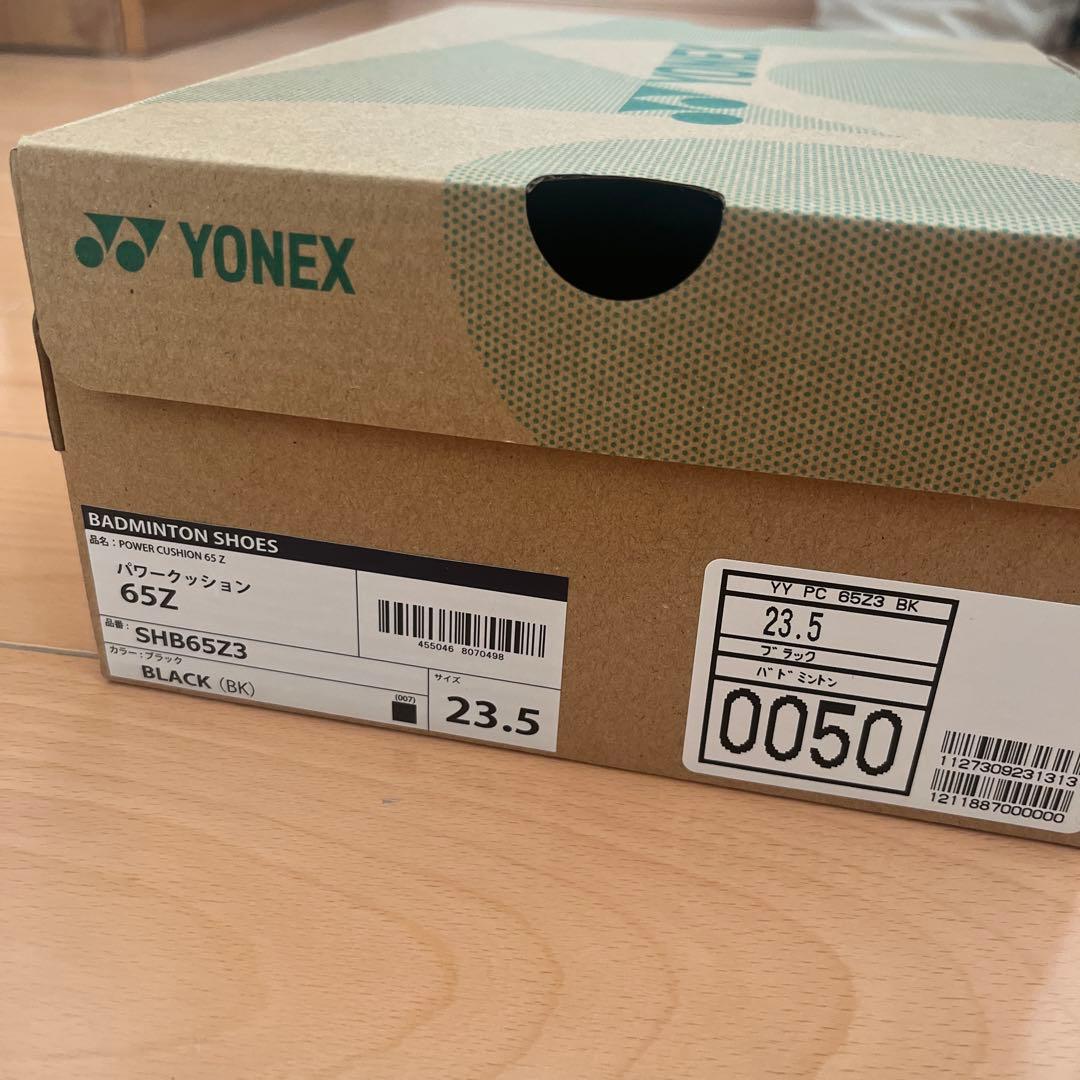 YONEX
YONEX
BADMINTON SHOES
品名：POWER CUSHION 65 Z
パワークッション
65Z
455046 8070498
品番：SHB65Z3
カラー：ブラック
BLACK (BK)
(007)
サイズ
23.5
YY PC 65Z3 BK
23.5
ブラック
バドミントン
0050
1127309231313
1211887000000